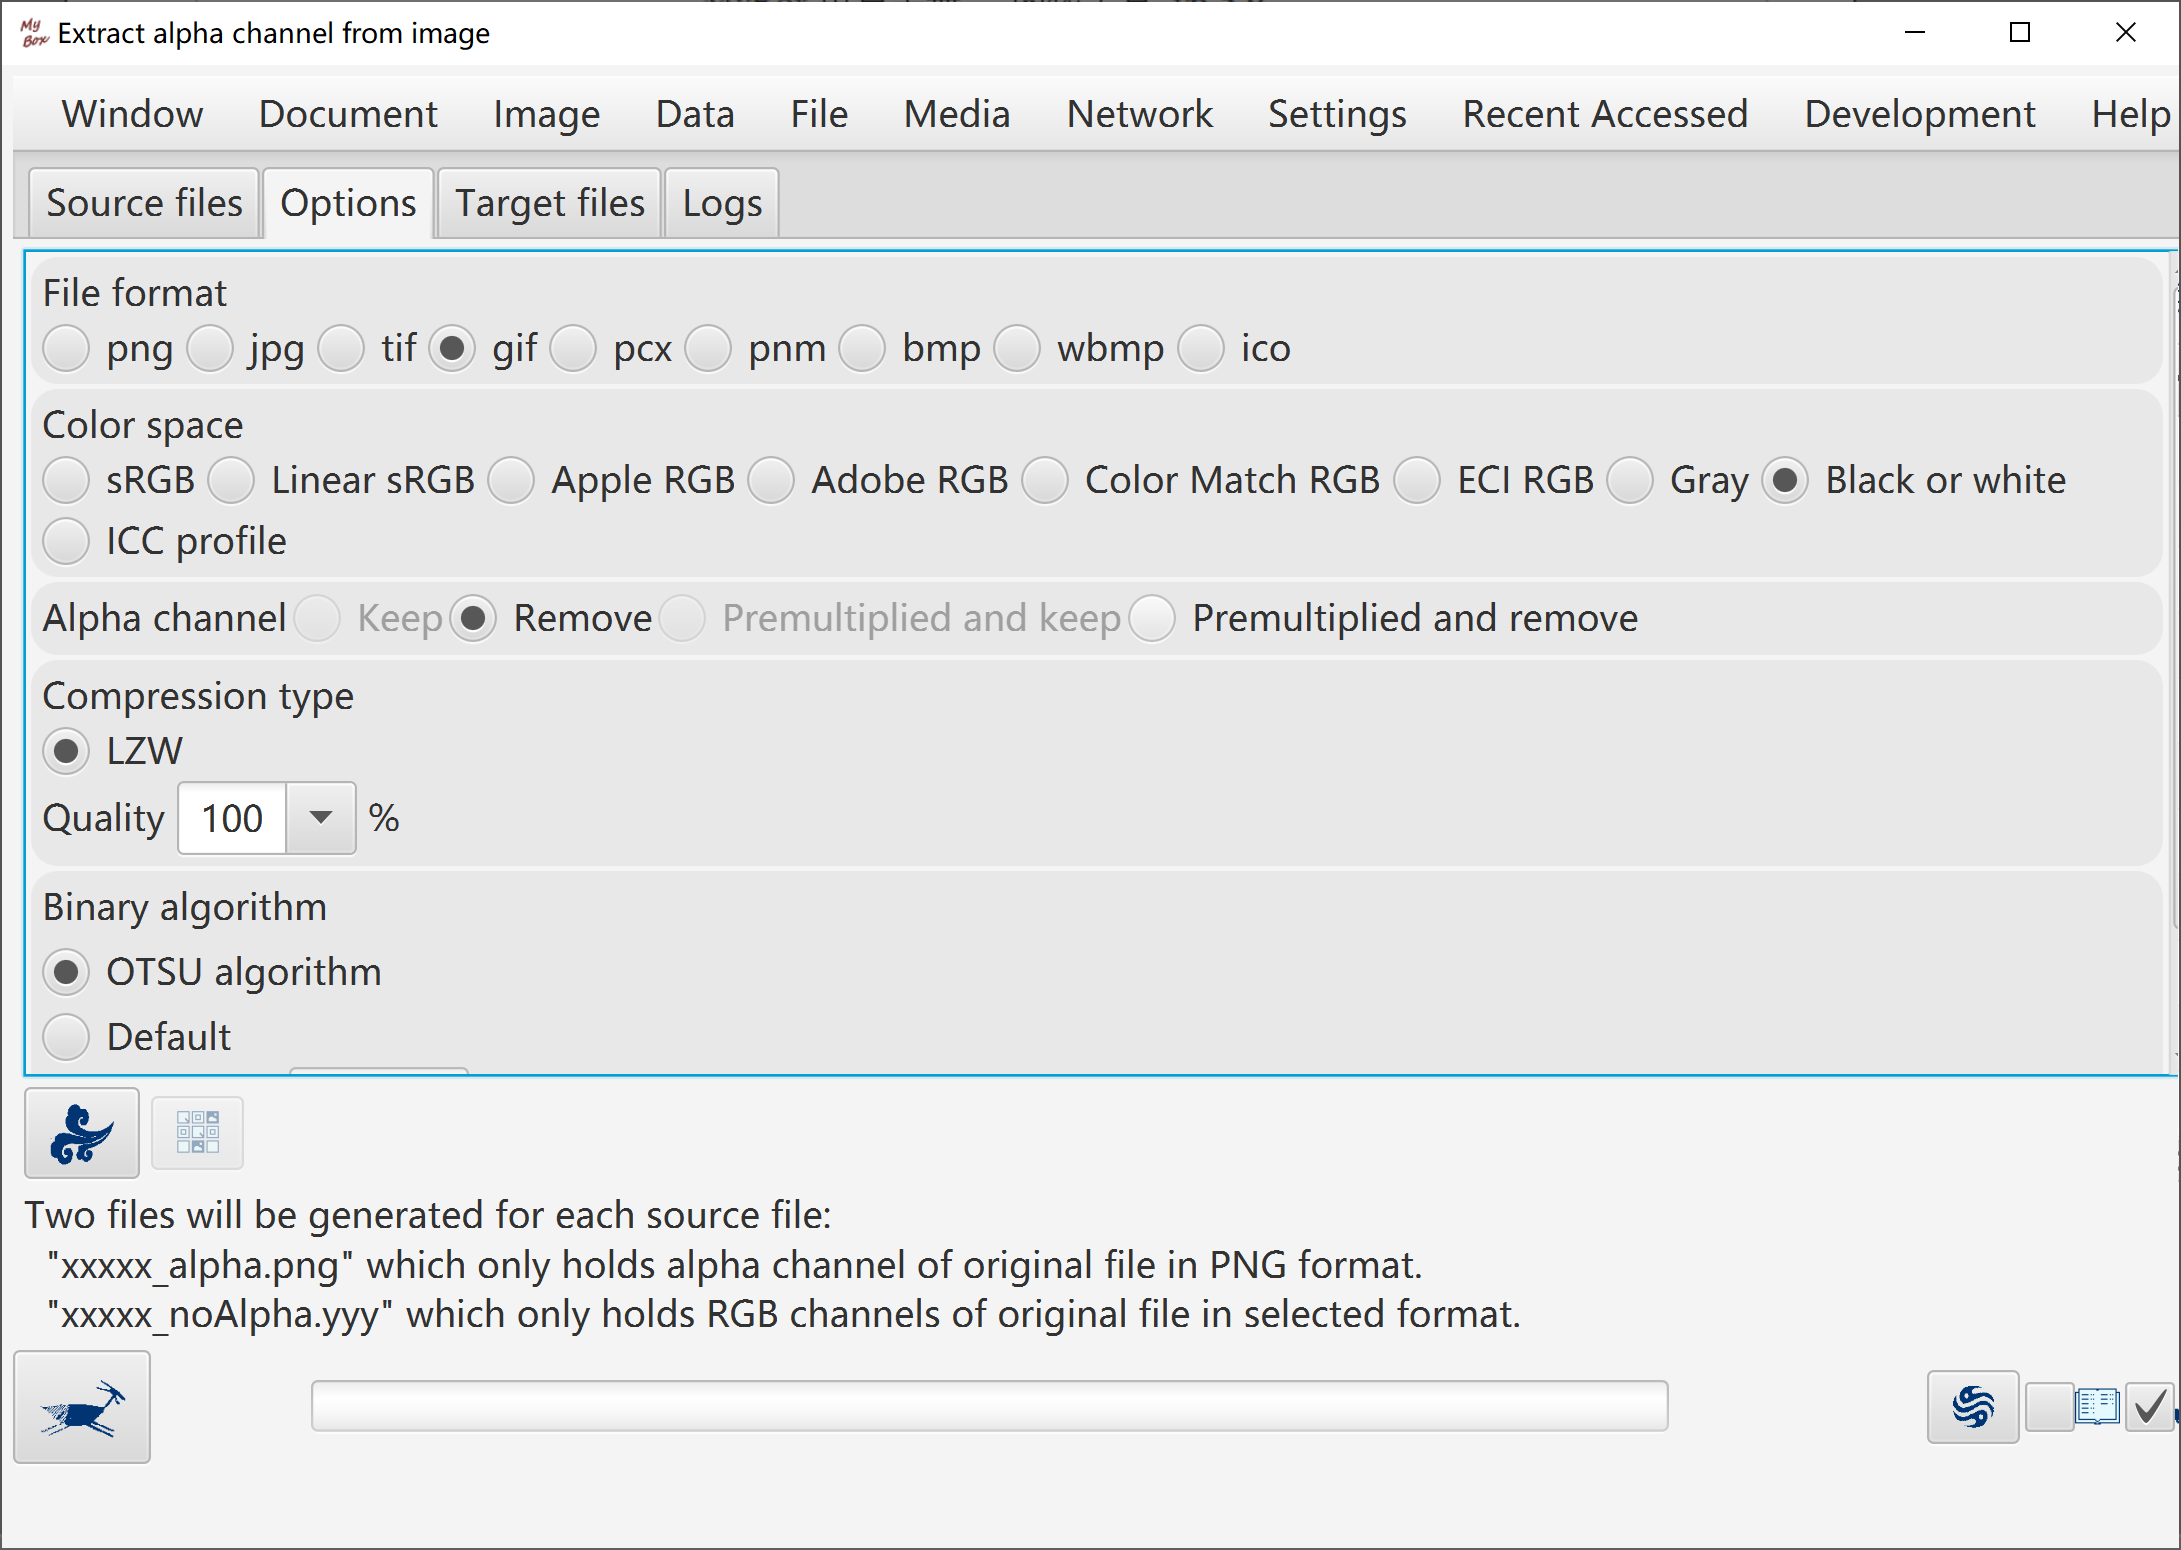 My Box Extract alpha channel from image
Window Document Image Data File Media Network Settings Recent Accessed Development Help
Source files Options Target files Logs
File format
png jpg tif gif pcx pnm bmp wbmp ico
Color space
sRGB Linear sRGB Apple RGB Adobe RGB Color Match RGB ECI RGB Gray Black or white
ICC profile
Alpha channel Keep Remove Premultiplied and keep Premultiplied and remove
Compression type
LZW
Quality 100 %
Binary algorithm
OTSU algorithm
Default
Two files will be generated for each source file:
"xxxxx_alpha.png" which only holds alpha channel of original file in PNG format.
"xxxxx_noAlpha.yyy" which only holds RGB channels of original file in selected format.